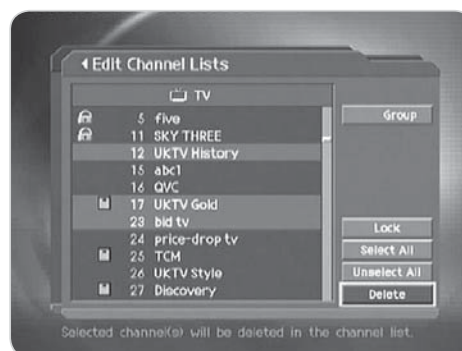 Edit Channel Lists
TV
5 five
11 SKY THREE
12 UKTV History
15 abc1
16 QVC
17 UKTV Gold
23 bid tv
24 price-drop tv
25 TCM
26 UKTV Style
27 Discovery
Group
Lock
Select All
Unselect All
Delete
Selected channel(s) will be deleted in the channel list.